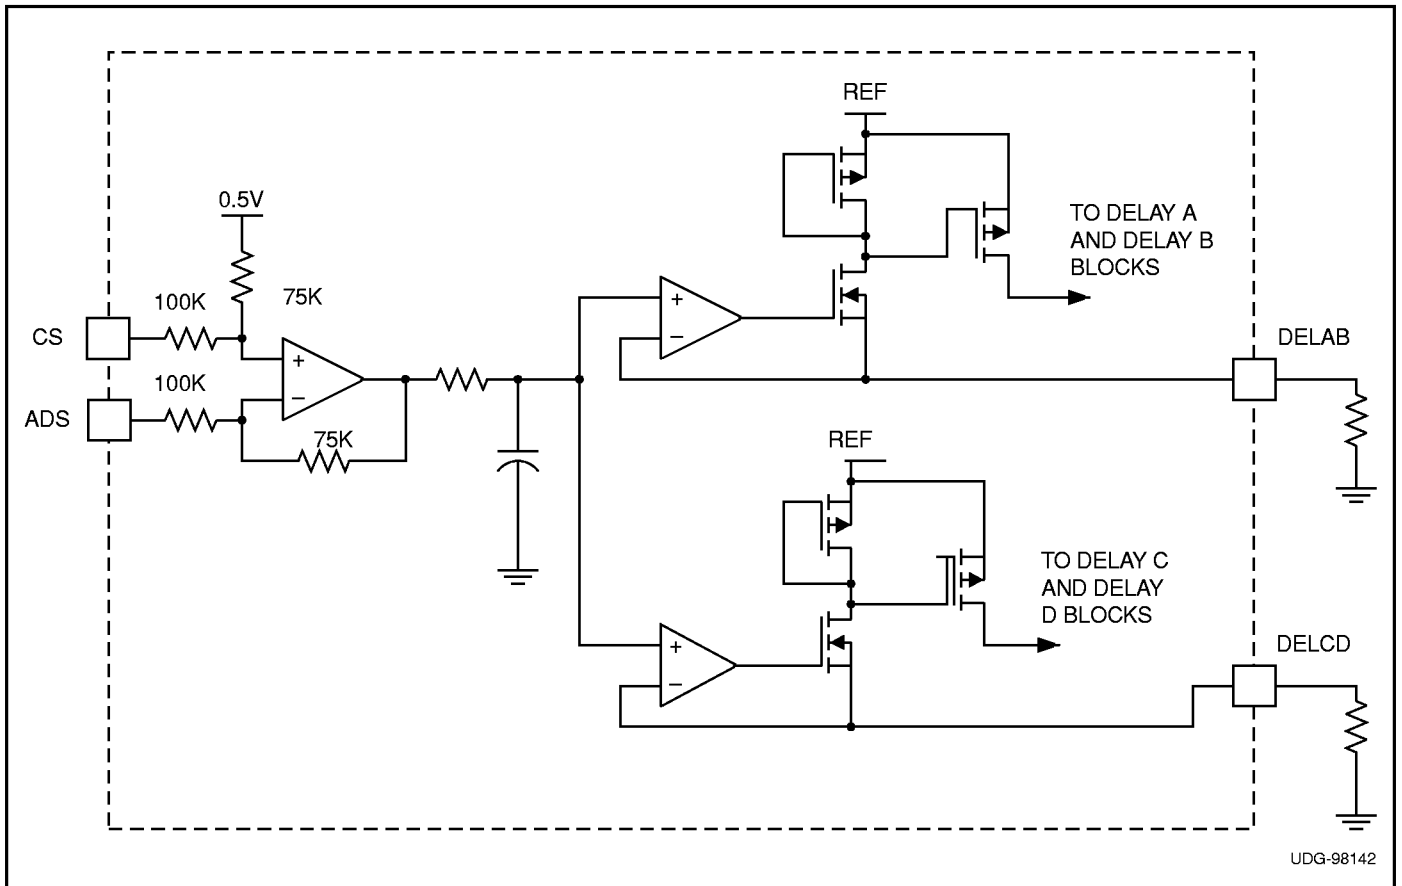 REF
0.5V
TO DELAY A
AND DELAY B
BLOCKS
75K
100K
CS
+
−
+
−
DELAB
100K
ADS
75K
REF
TO DELAY C
AND DELAY
D BLOCKS
+
−
DELCD
UDG-98142